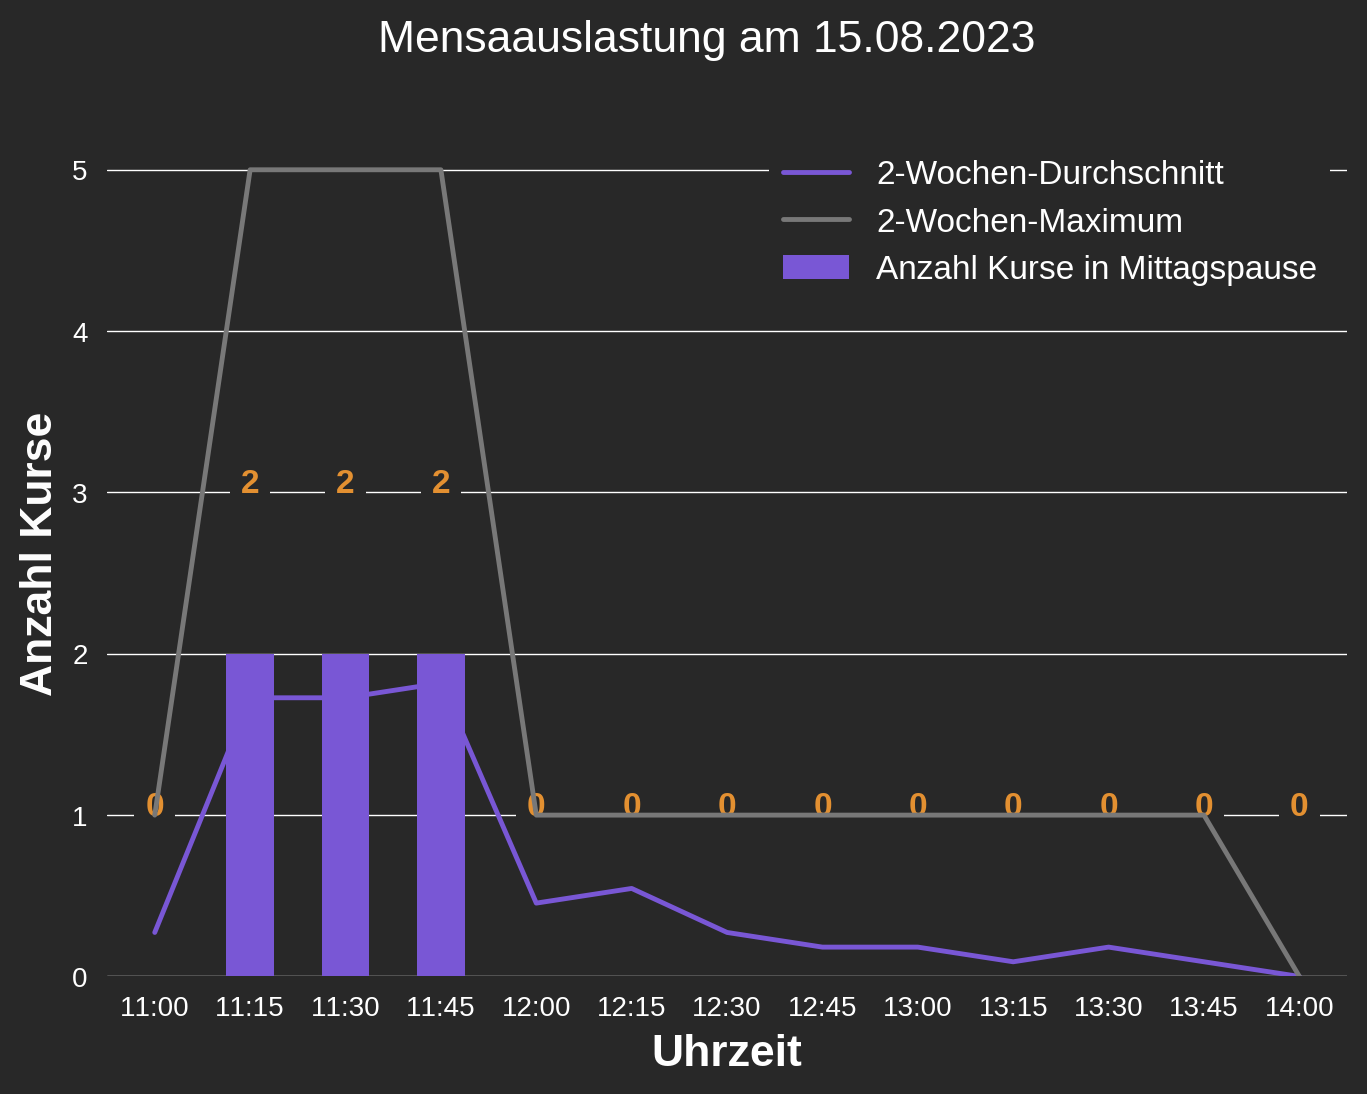 Mensaauslastung am 15.08.2023
2-Wochen-Durchschnitt
2-Wochen-Maximum
Anzahl Kurse in Mittagspause
Anzahl Kurse
5
4
3
2
1
0
2 2 2
0 0 0 0 0 0 0 0 0 0
11:00 11:15 11:30 11:45 12:00 12:15 12:30 12:45 13:00 13:15 13:30 13:45 14:00
Uhrzeit